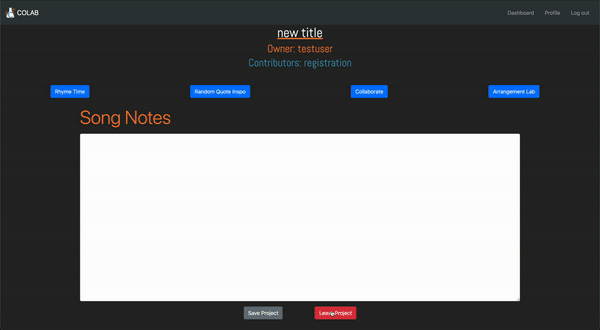 COLAB Dashboard Profile Log out
new title
Owner: testuser
Contributors: registration
Rhyme Time Random Quote Inspo Collaborate Arrangement Lab
Song Notes
Save Project Leave Project